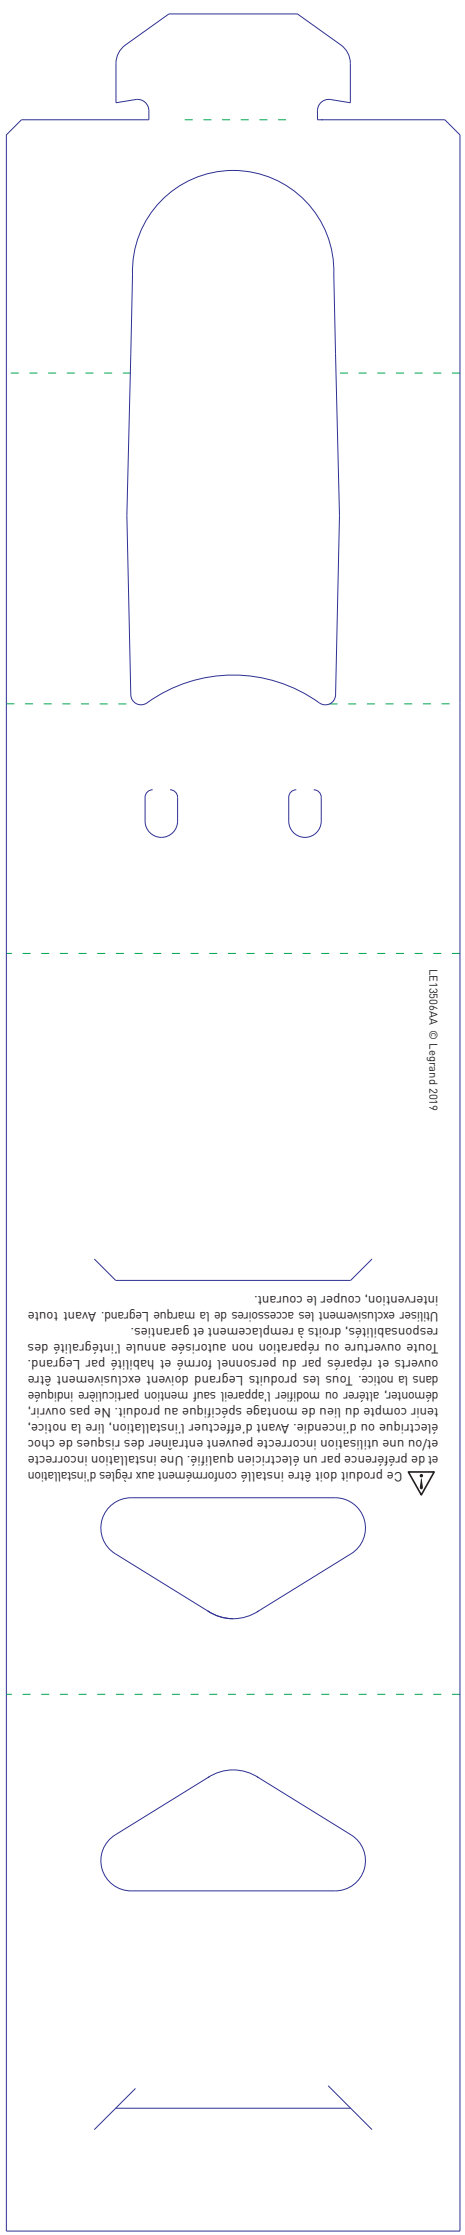 LE13506AA © Legrand 2019
Ce produit doit être installé conformément aux règles d'installation
et de préférence par un électricien qualifié. Une installation incorrecte
et/ou une utilisation incorrecte peuvent entraîner des risques de choc
électrique ou d'incendie. Avant d'effectuer l'installation, lire la notice,
tenir compte du lieu de montage spécifique au produit. Ne pas ouvrir,
démonter, altérer ou modifier l'appareil sauf mention particulière indiquée
dans la notice. Tous les produits Legrand doivent exclusivement être
ouverts et réparés par du personnel formé et habilité par Legrand.
Toute ouverture ou réparation non autorisée annule l'intégralité des
responsabilités, droits à remplacement et garanties.
Utiliser exclusivement les accessoires de la marque Legrand. Avant toute
intervention, couper le courant.